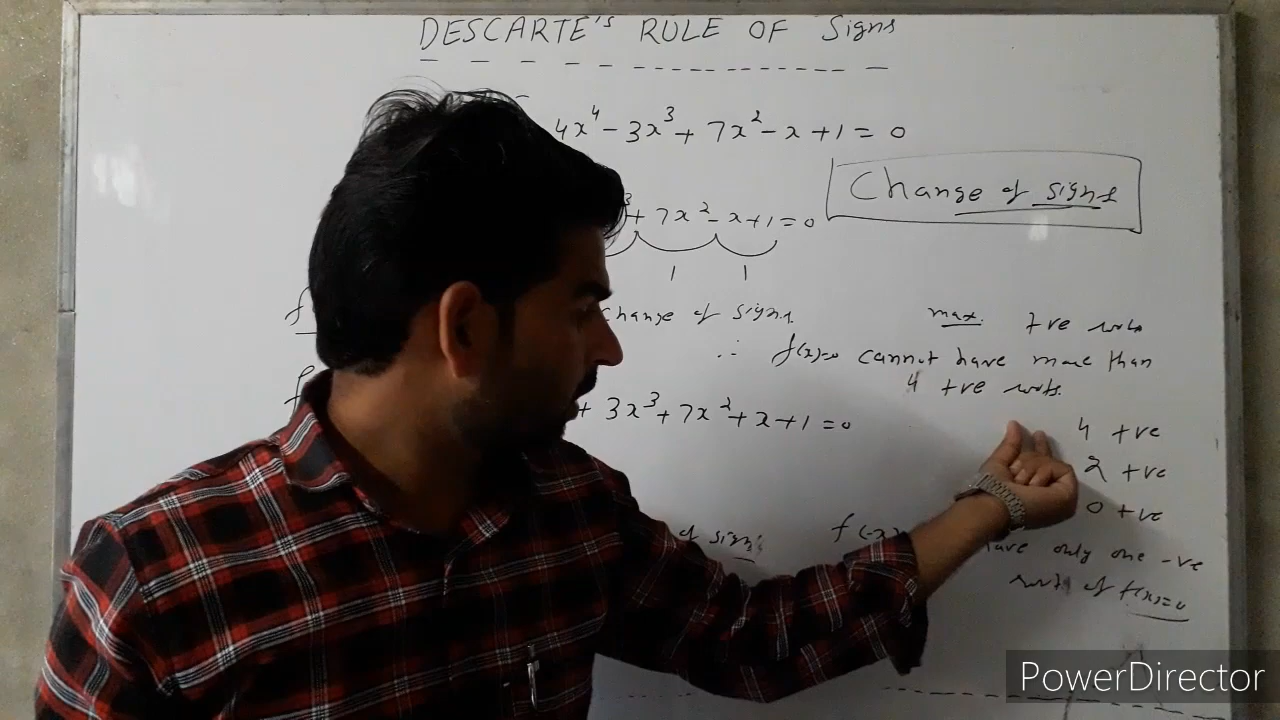 DESCARTE'S RULE OF Signs
4x⁴ - 3x³ + 7x² - x + 1 = 0
Change of signs
³ + 7x² - x + 1 = 0
1 1
f change of signs.
max. +ve roots
∴ f(x)=0 cannot have more than
4 +ve roots.
f + 3x³ + 7x² + x + 1 = 0
4 +ve
2 +ve
0 +ve
of signs
f(-x) have only one -ve
root of f(x)=0
PowerDirector